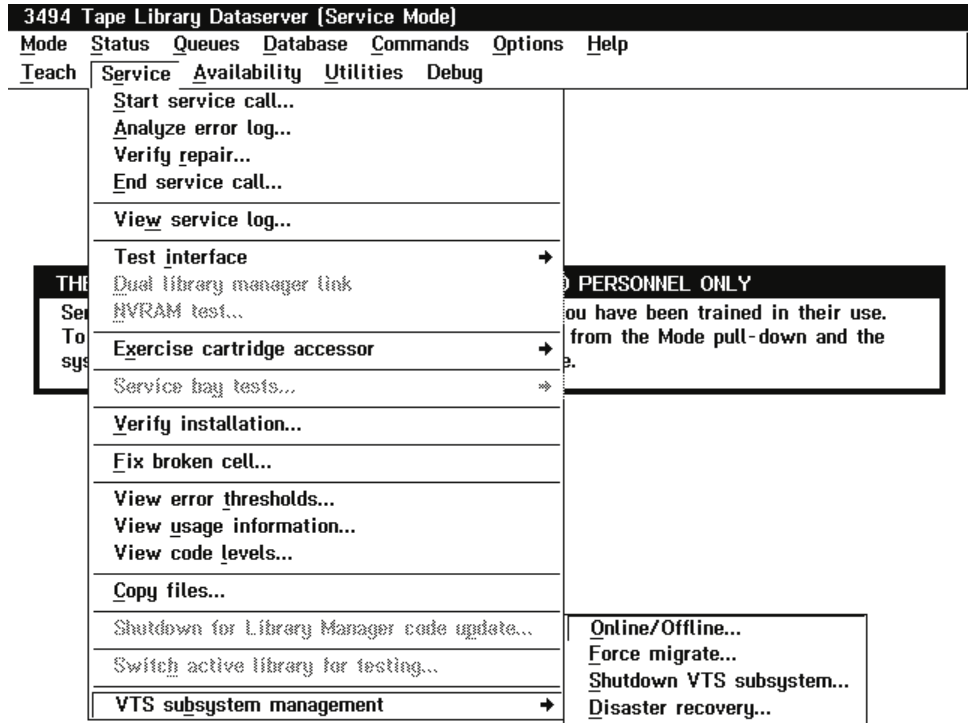 3494 Tape Library Dataserver (Service Mode)
Mode Status Queues Database Commands Options Help
Teach Service Availability Utilities Debug
Start service call...
Analyze error log...
Verify repair...
End service call...
View service log...
Test interface
Dual library manager link
NVRAM test...
Exercise cartridge accessor
Service bay tests...
Verify installation...
Fix broken cell...
View error thresholds...
View usage information...
View code levels...
Copy files...
Shutdown for Library Manager code update...
Switch active library for testing...
VTS subsystem management
PERSONNEL ONLY
ou have been trained in their use.
To from the Mode pull-down and the
Online/Offline...
Force migrate...
Shutdown VTS subsystem...
Disaster recovery...